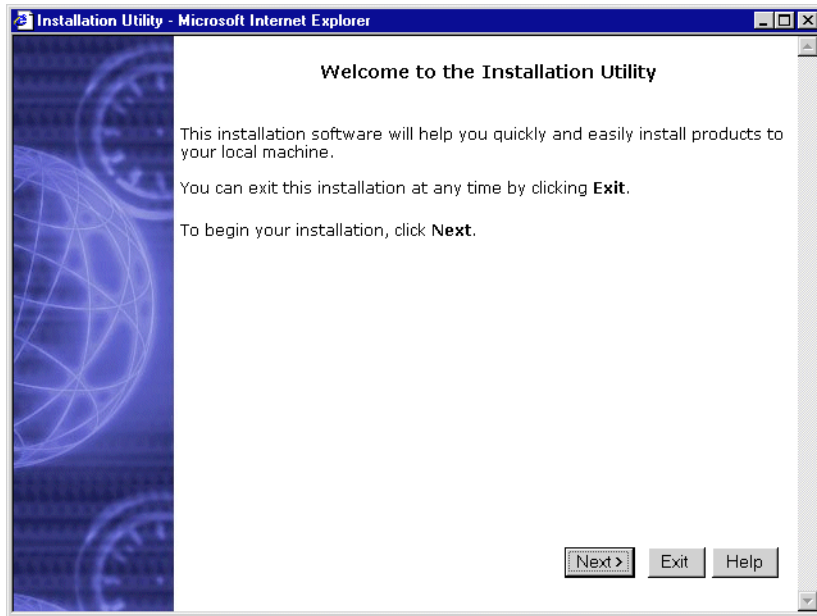 Installation Utility - Microsoft Internet Explorer
Welcome to the Installation Utility
This installation software will help you quickly and easily install products to
your local machine.
You can exit this installation at any time by clicking Exit.
To begin your installation, click Next.
Next > Exit Help